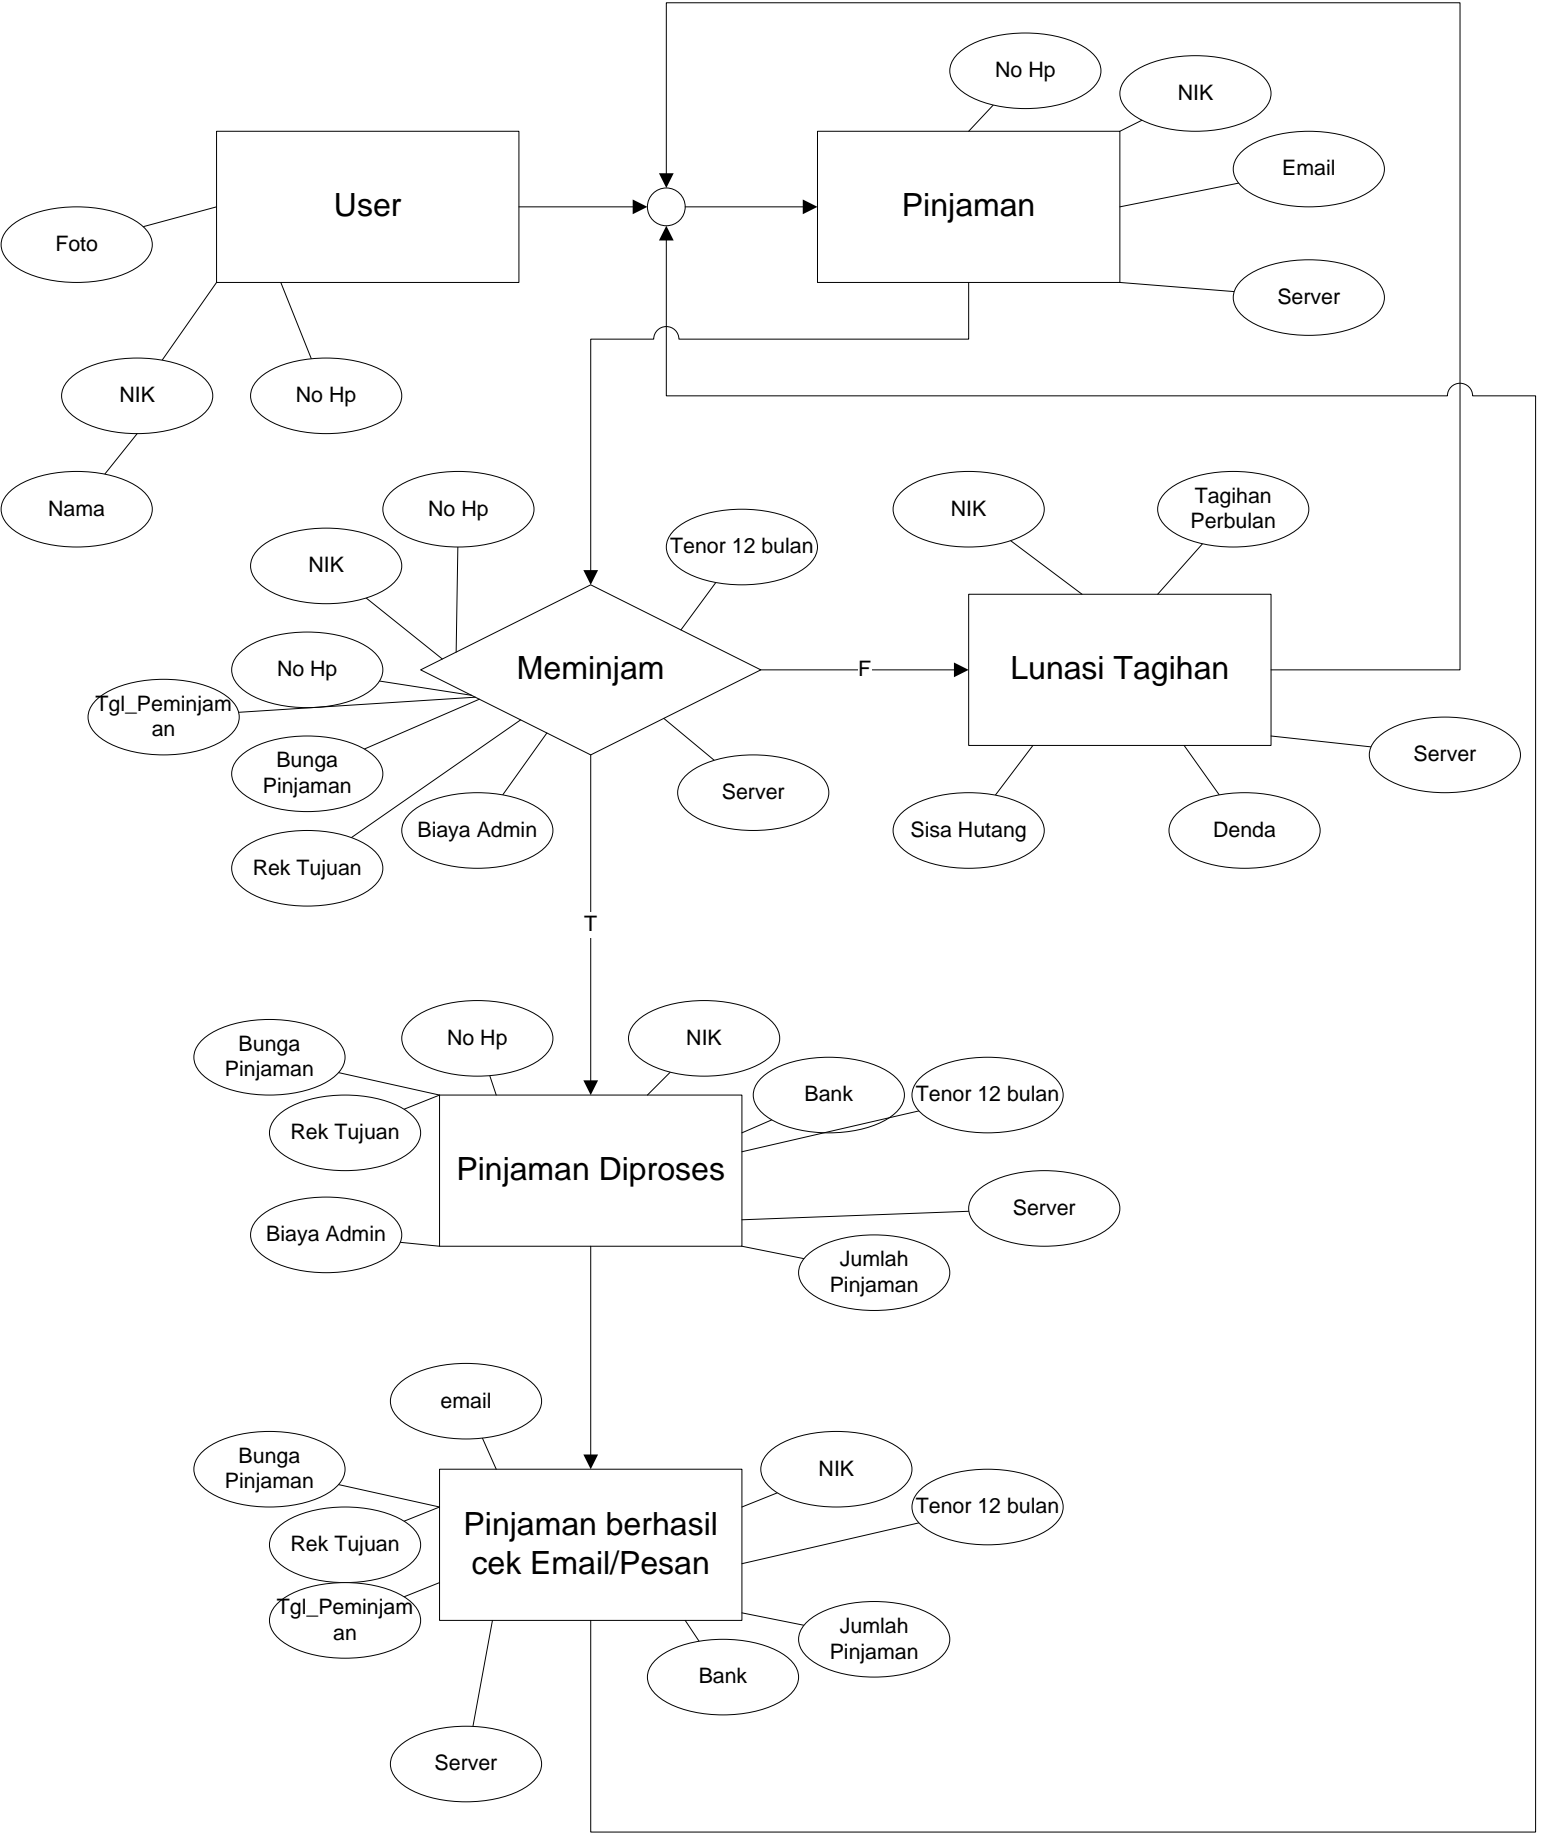 No Hp
NIK
User
Pinjaman
Email
Foto
Server
NIK
No Hp
Nama
No Hp
NIK
Tagihan
Perbulan
Tenor 12 bulan
NIK
No Hp
Meminjam
F
Lunasi Tagihan
Tgl_Peminjam
an
Bunga
Pinjaman
Server
Server
Biaya Admin
Sisa Hutang
Denda
Rek Tujuan
T
No Hp
NIK
Bunga
Pinjaman
Bank
Tenor 12 bulan
Rek Tujuan
Pinjaman Diproses
Server
Biaya Admin
Jumlah
Pinjaman
email
Bunga
Pinjaman
NIK
Tenor 12 bulan
Pinjaman berhasil
cek Email/Pesan
Rek Tujuan
Tgl_Peminjam
an
Jumlah
Pinjaman
Bank
Server